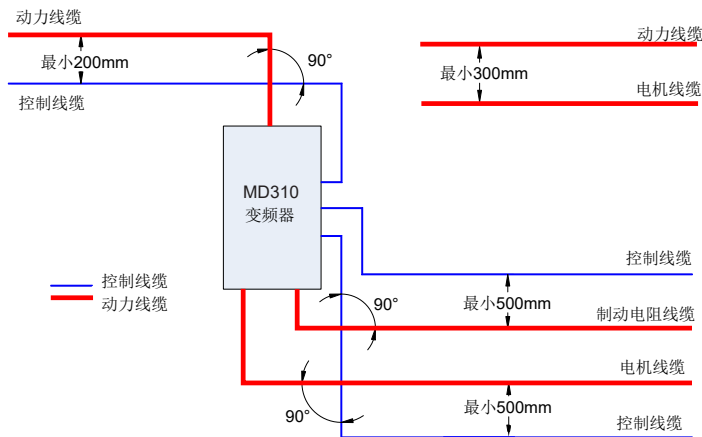 动力线缆
最小200mm
控制线缆
90°
动力线缆
最小300mm
电机线缆
MD310
变频器
控制线缆
动力线缆
控制线缆
最小500mm
90°
制动电阻线缆
电机线缆
90°
最小500mm
控制线缆